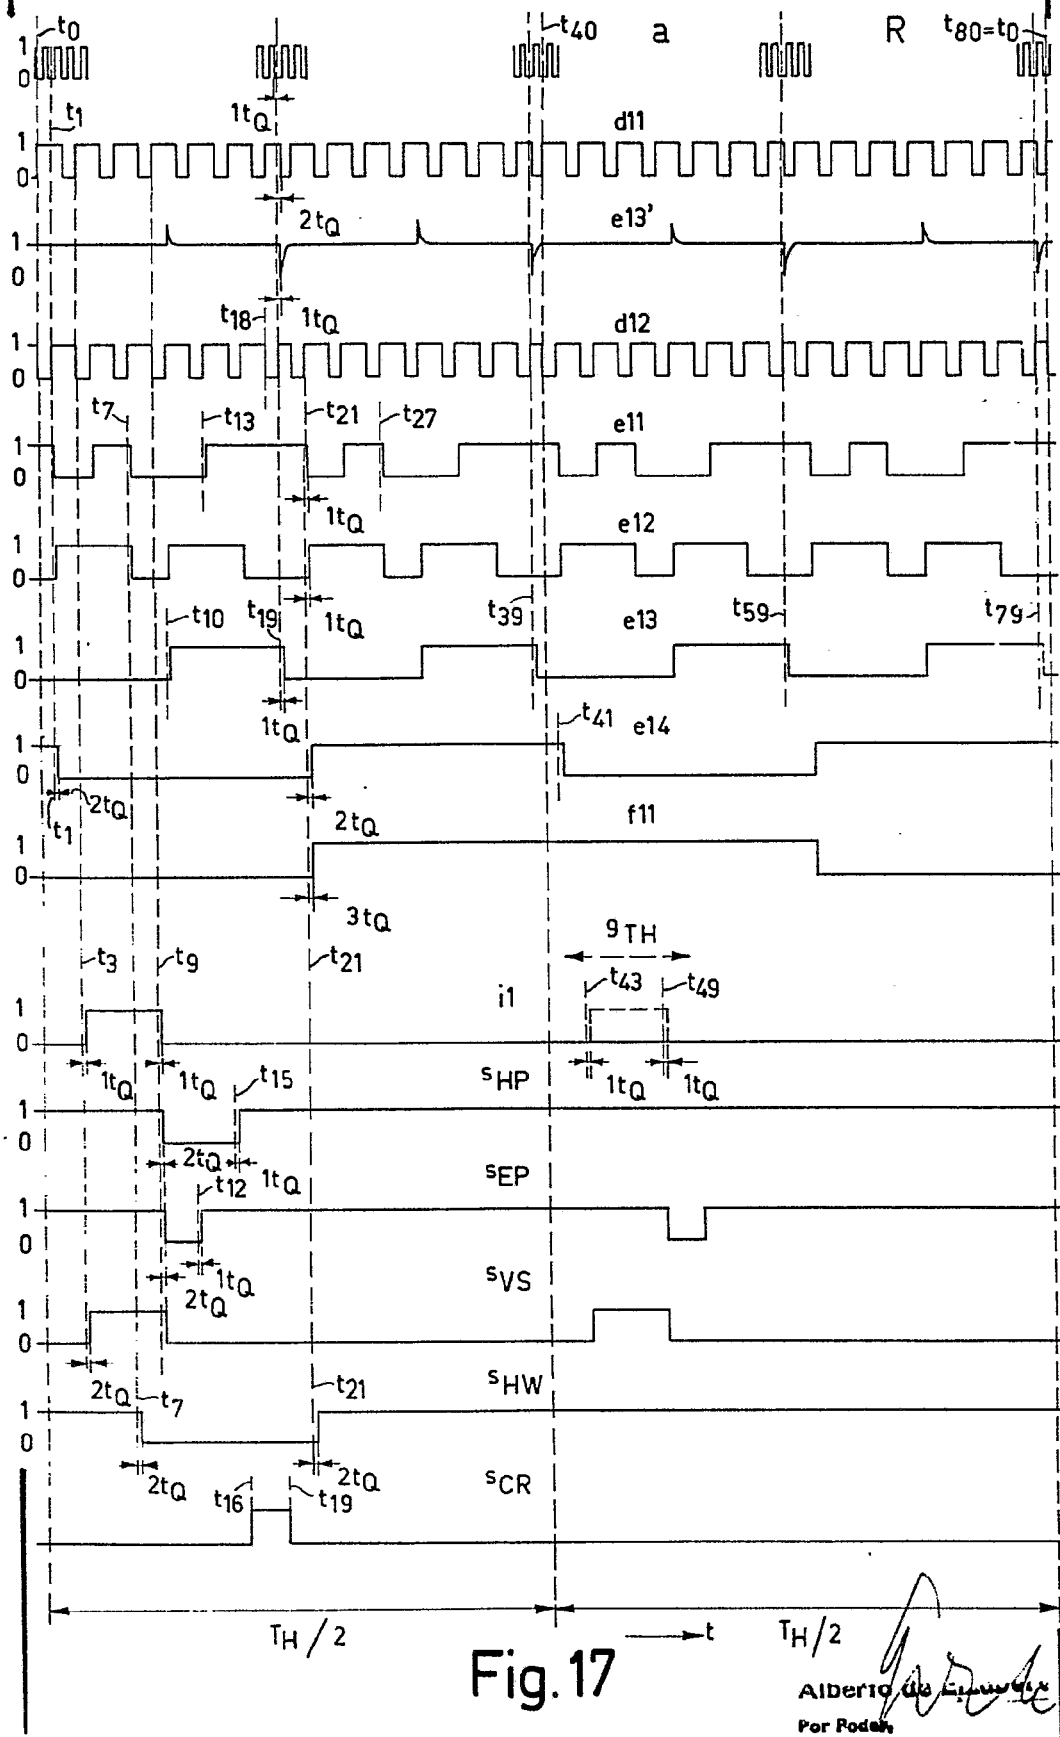 t0 t40 a R t80=t0
1
0
t1 1tQ d11
1
0
2tQ e13'
1
0
t18 1tQ d12
1
0
t7 t13 t21 t27 e11
1
0
1tQ e12
1
0
t10 t19 1tQ t39 e13 t59 t79
1
0
1tQ t41 e14
1
0
t1 2tQ 2tQ f11
1
0
3tQ
9TH
t3 t9 t21 i1 t43 t49
1
0
1tQ 1tQ t15 SHP 1tQ 1tQ
1
0
2tQ 1tQ SEP
t12
1
0
1tQ SVS
2tQ
1
0
2tQ t7 t21 SHW
1
0
2tQ t16 t19 2tQ SCR
TH/2 t TH/2
Fig.17
Alberto de
Por Poder